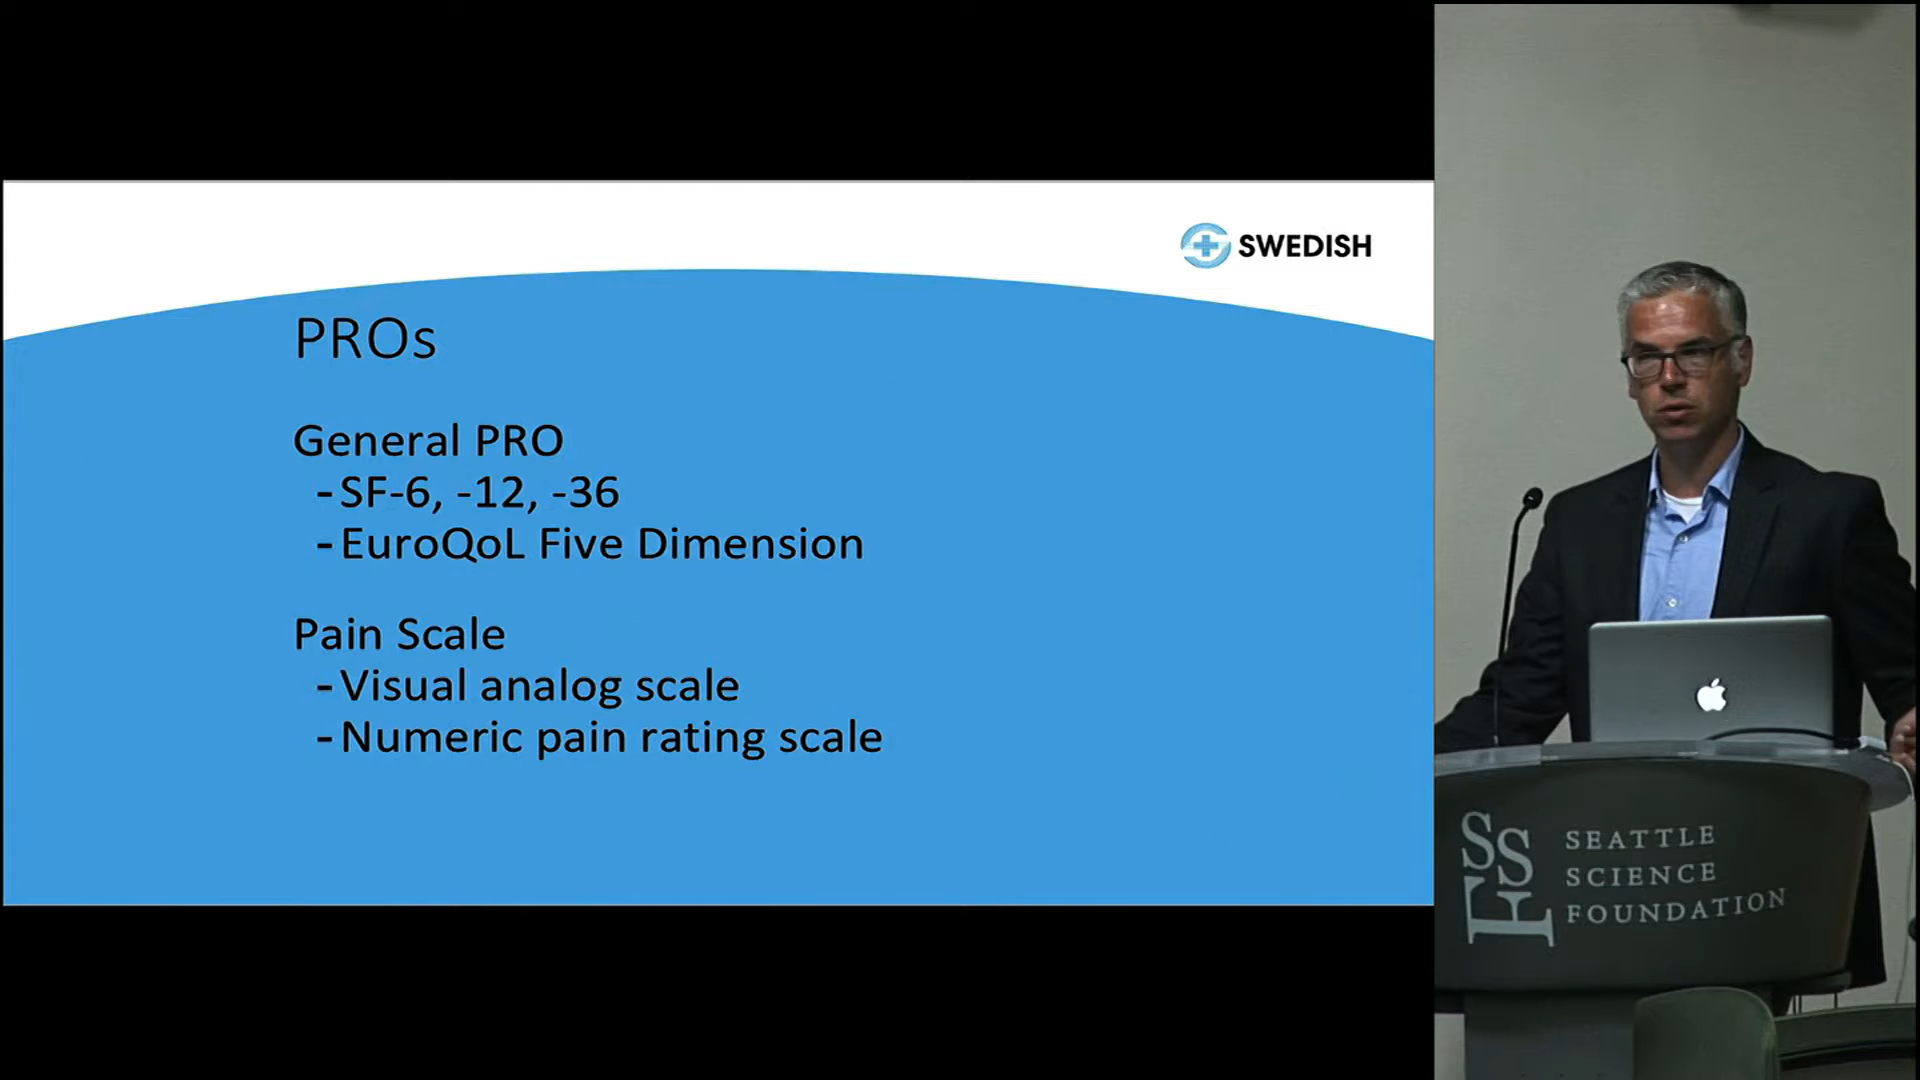 SWEDISH
PROs
General PRO
-SF-6, -12, -36
-EuroQoL Five Dimension
Pain Scale
-Visual analog scale
-Numeric pain rating scale
SSF
SEATTLE
SCIENCE
FOUNDATION